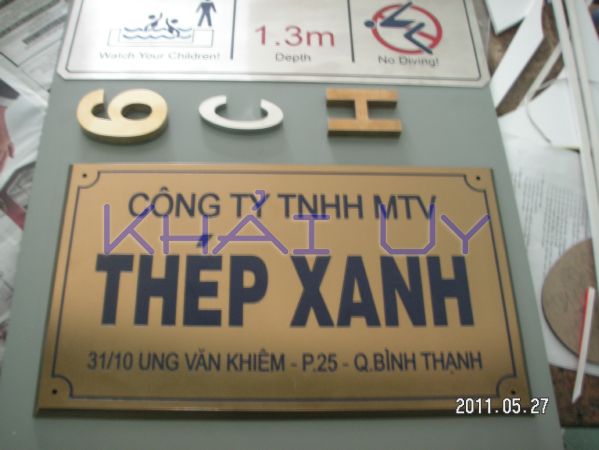 Watch Your Children!
1.3m
Depth
No Diving!
6 C H
CÔNG TY TNHH MTV
KHẢI UY
THÉP XANH
31/10 UNG VĂN KHIÊM - P.25 - Q.BÌNH THẠNH
2011.05.27